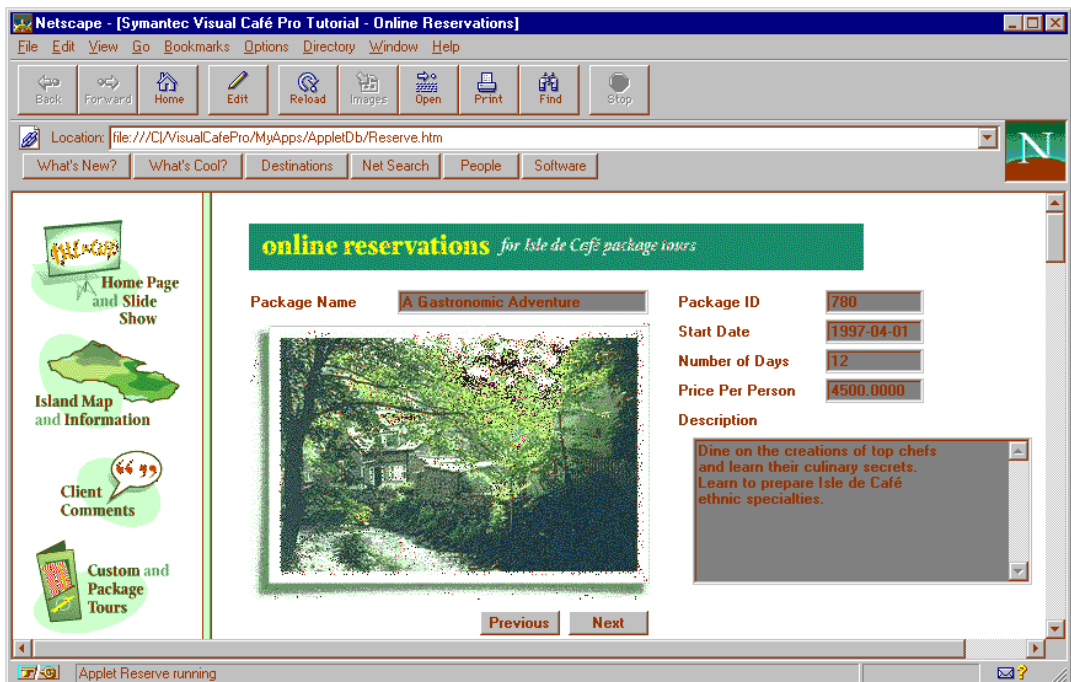 Netscape - [Symantec Visual Café Pro Tutorial - Online Reservations]
File Edit View Go Bookmarks Options Directory Window Help
Back Forward Home Edit Reload Images Open Print Find Stop
Location: file:///C|/VisualCafePro/MyApps/AppletDb/Reserve.htm
N
What's New? What's Cool? Destinations Net Search People Software
online reservations for Isle de Café package tours
Home Page
and Slide
Show
Island Map
and Information
Client
Comments
Custom and
Package
Tours
Package Name A Gastronomic Adventure
Package ID 780
Start Date 1997-04-01
Number of Days 12
Price Per Person 4500.0000
Description
Dine on the creations of top chefs
and learn their culinary secrets.
Learn to prepare Isle de Café
ethnic specialties.
Previous Next
Applet Reserve running